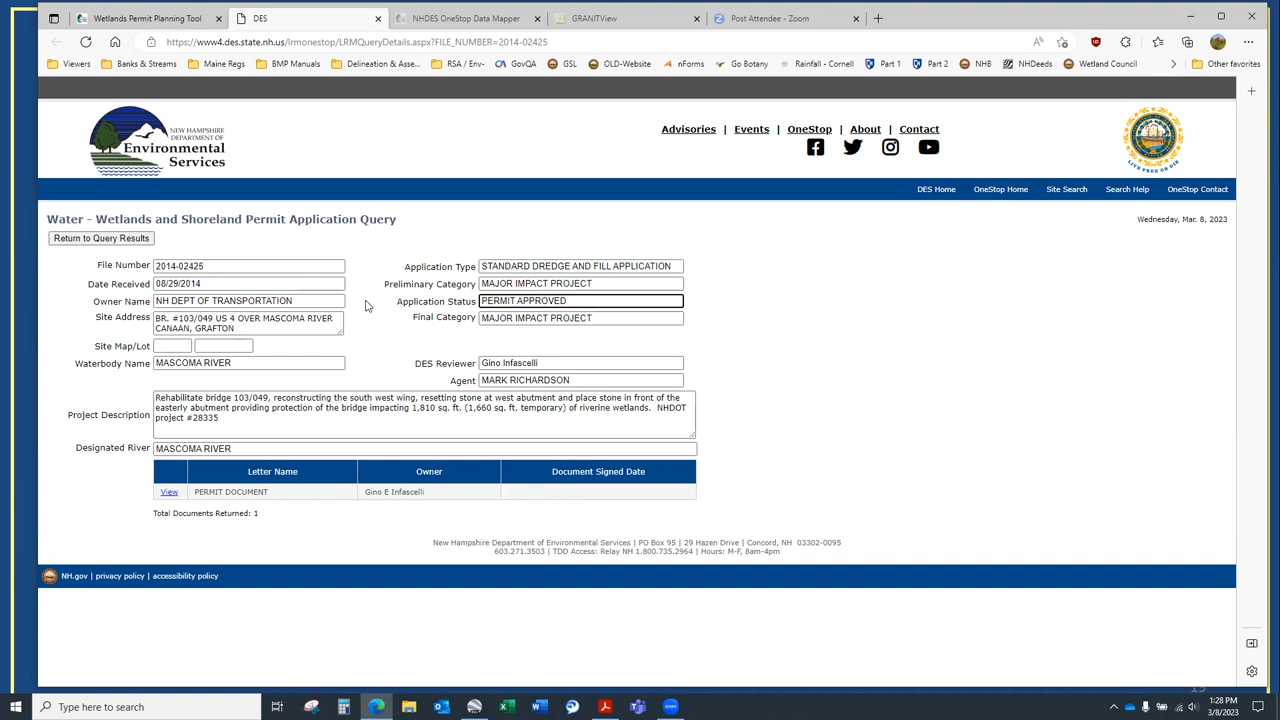 Wetlands Permit Planning Tool
DES
NHDES OneStop Data Mapper
GRANITView
Post Attendee - Zoom
https://www4.des.state.nh.us/lrmonestop/LRMQueryDetails.aspx?FILE_NUMBER=2014-02425
Viewers
Banks & Streams
Maine Regs
BMP Manuals
Delineation & Asse...
RSA / Env-
GovQA
GSL
OLD-Website
nForms
Go Botany
Rainfall - Cornell
Part 1
Part 2
NHB
NHDeeds
Wetland Council
Other favorites
NEW HAMPSHIRE
DEPARTMENT OF
Environmental
Services
Advisories | Events | OneStop | About | Contact
LIVE FREE OR DIE
DES Home
OneStop Home
Site Search
Search Help
OneStop Contact
Water - Wetlands and Shoreland Permit Application Query
Wednesday, Mar. 8, 2023
Return to Query Results
File Number 2014-02425
Application Type STANDARD DREDGE AND FILL APPLICATION
Date Received 08/29/2014
Preliminary Category MAJOR IMPACT PROJECT
Owner Name NH DEPT OF TRANSPORTATION
Application Status PERMIT APPROVED
Site Address BR. #103/049 US 4 OVER MASCOMA RIVER
CANAAN, GRAFTON
Final Category MAJOR IMPACT PROJECT
Site Map/Lot
Waterbody Name MASCOMA RIVER
DES Reviewer Gino Infascelli
Agent MARK RICHARDSON
Project Description
Rehabilitate bridge 103/049, reconstructing the south west wing, resetting stone at west abutment and place stone in front of the
easterly abutment providing protection of the bridge impacting 1,810 sq. ft. (1,660 sq. ft. temporary) of riverine wetlands. NHDOT
project #28335
Designated River MASCOMA RIVER
Letter Name Owner Document Signed Date
View PERMIT DOCUMENT Gino E Infascelli
Total Documents Returned: 1
New Hampshire Department of Environmental Services | PO Box 95 | 29 Hazen Drive | Concord, NH 03302-0095
603.271.3503 | TDD Access: Relay NH 1.800.735.2964 | Hours: M-F, 8am-4pm
NH.gov | privacy policy | accessibility policy
Type here to search
1:28 PM
3/8/2023